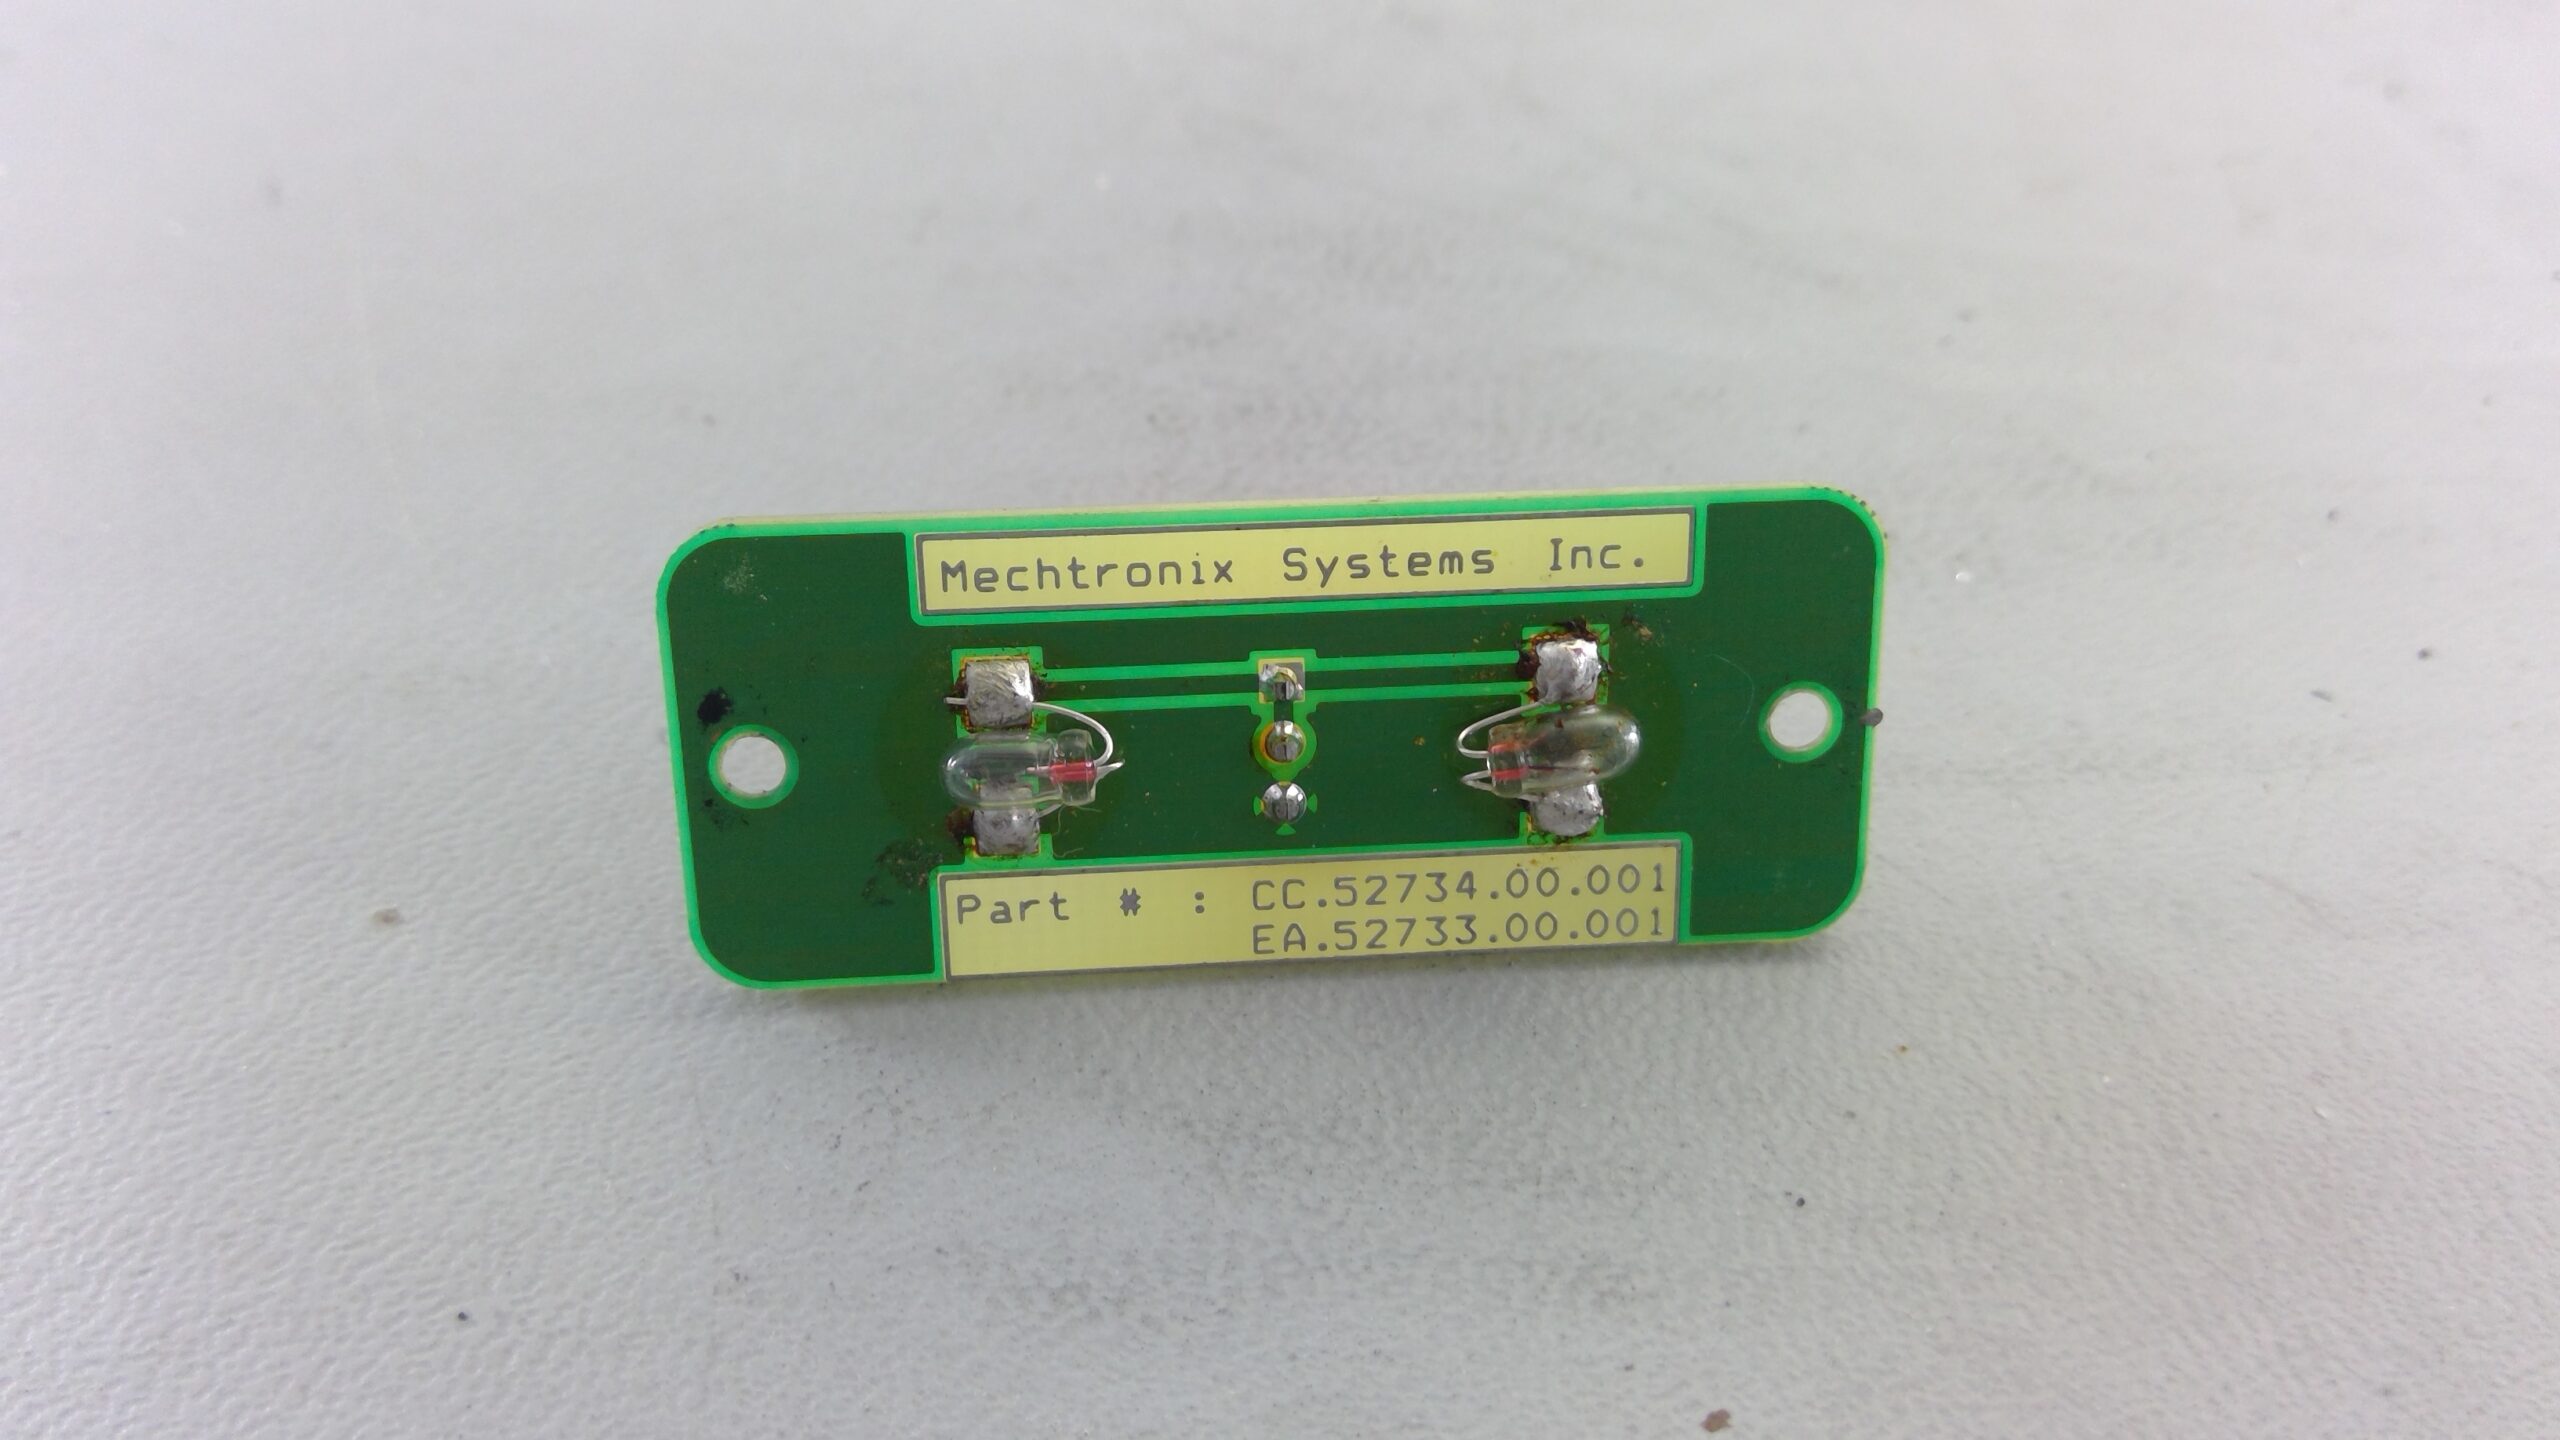 Mechtronix Systems Inc.
Part # : CC.52734.00.001
EA.52733.00.001